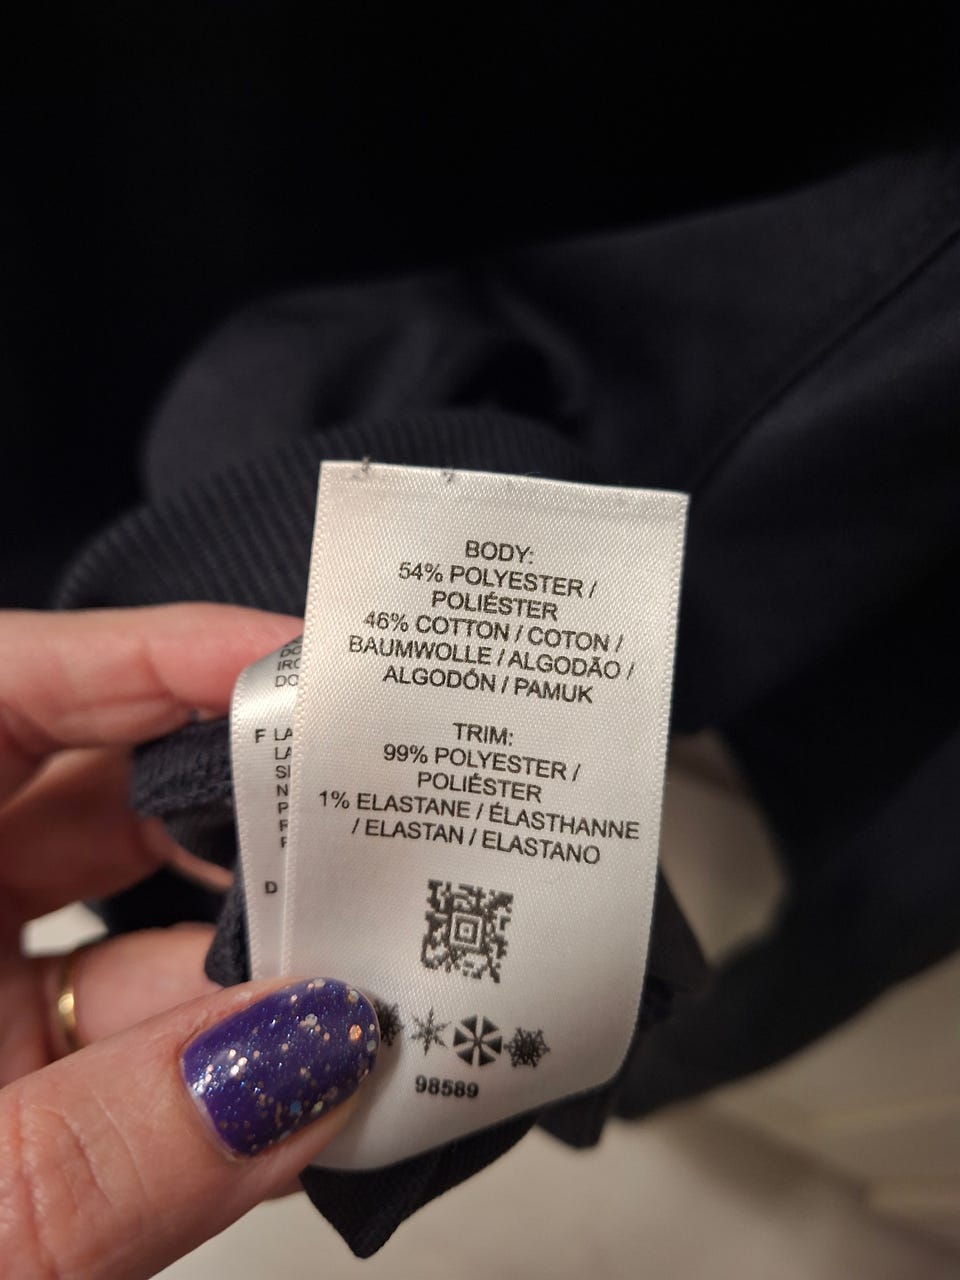 BODY:
54% POLYESTER /
POLIÉSTER
46% COTTON / COTON /
BAUMWOLLE / ALGODÃO /
ALGODÓN / PAMUK
TRIM:
99% POLYESTER /
POLIÉSTER
1% ELASTANE / ÉLASTHANNE
/ ELASTAN / ELASTANO
98589
F
D